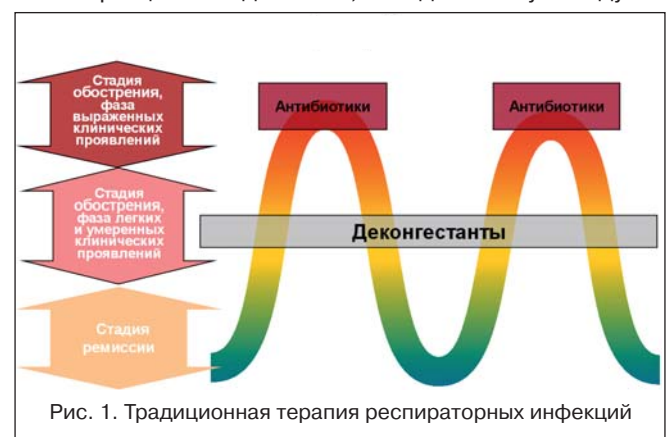 Стадия
обострения,
фаза
выраженных
клинических
проявлений
Антибиотики
Антибиотики
Стадия
обострения,
фаза легких
и умеренных
клинических
проявлений
Деконгестанты
Стадия
ремиссии
Рис. 1. Традиционная терапия респираторных инфекций